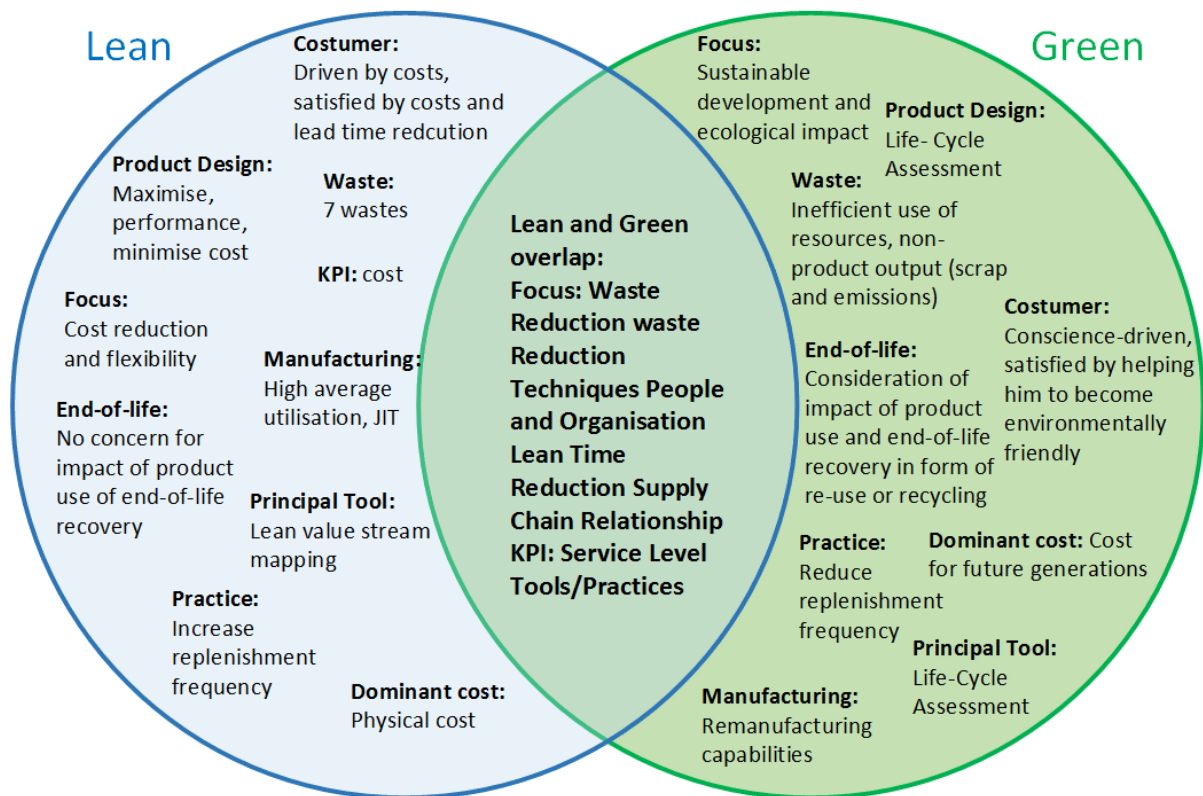 Lean
Costumer:
Driven by costs,
satisfied by costs and
lead time redcution
Product Design:
Maximise,
performance,
minimise cost
Waste:
7 wastes
KPI: cost
Focus:
Cost reduction
and flexibility
Manufacturing:
High average
utilisation, JIT
End-of-life:
No concern for
impact of product
use of end-of-life
recovery
Principal Tool:
Lean value stream
mapping
Practice:
Increase
replenishment
frequency
Dominant cost:
Physical cost
Lean and Green
overlap:
Focus: Waste
Reduction waste
Reduction
Techniques People
and Organisation
Lean Time
Reduction Supply
Chain Relationship
KPI: Service Level
Tools/Practices
Green
Focus:
Sustainable
development and
ecological impact
Product Design:
Life- Cycle
Assessment
Waste:
Inefficient use of
resources, non-
product output (scrap
and emissions)
Costumer:
Conscience-driven,
satisfied by helping
him to become
environmentally
friendly
End-of-life:
Consideration of
impact of product
use and end-of-life
recovery in form of
re-use or recycling
Practice:
Reduce
replenishment
frequency
Dominant cost: Cost
for future generations
Principal Tool:
Life-Cycle
Assessment
Manufacturing:
Remanufacturing
capabilities